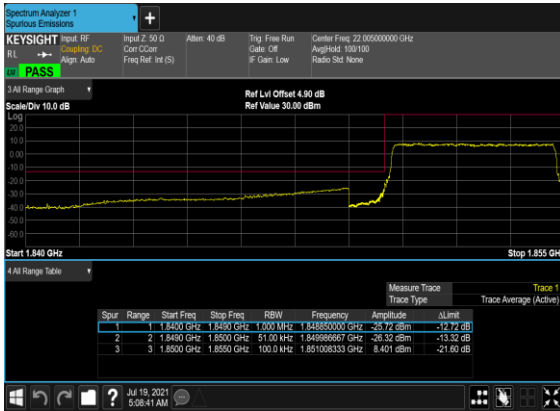 Spectrum Analyzer 1
Spurious Emissions
+
KEYSIGHT Input: RF Input Z: 50 Ω Atten: 40 dB Trig: Free Run Center Freq: 22.005000000 GHz
RL Coupling: DC Corr CCorr Gate: Off Avg|Hold: 100/100
Align: Auto Freq Ref: Int (S) IF Gain: Low Radio Std: None
PASS
3 All Range Graph
Ref Lvl Offset 4.90 dB
Scale/Div 10.0 dB Ref Value 30.00 dBm
Log
20.0
10.0
0.00
-10.0
-20.0
-30.0
-40.0
-50.0
-60.0
Start 1.840 GHz Stop 1.855 GH
4 All Range Table
Measure Trace Trace 1
Trace Type Trace Average (Active)
Spur Range Start Freq Stop Freq RBW Frequency Amplitude ΔLimit
1 1 1.8400 GHz 1.8490 GHz 1.000 MHz 1.848850000 GHz -25.72 dBm -12.72 dB
2 2 1.8490 GHz 1.8500 GHz 51.00 kHz 1.849986667 GHz -26.32 dBm -13.32 dB
3 3 1.8500 GHz 1.8550 GHz 100.0 kHz 1.851008333 GHz 8.401 dBm -21.60 dB
? Jul 19, 2021
5:08:41 AM